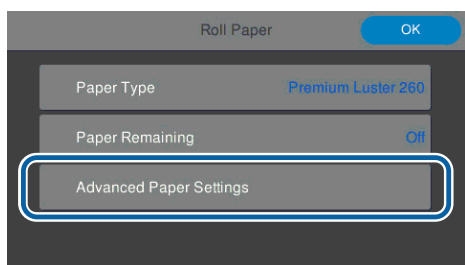 Roll Paper
OK
Paper Type Premium Luster 260
Paper Remaining Off
Advanced Paper Settings